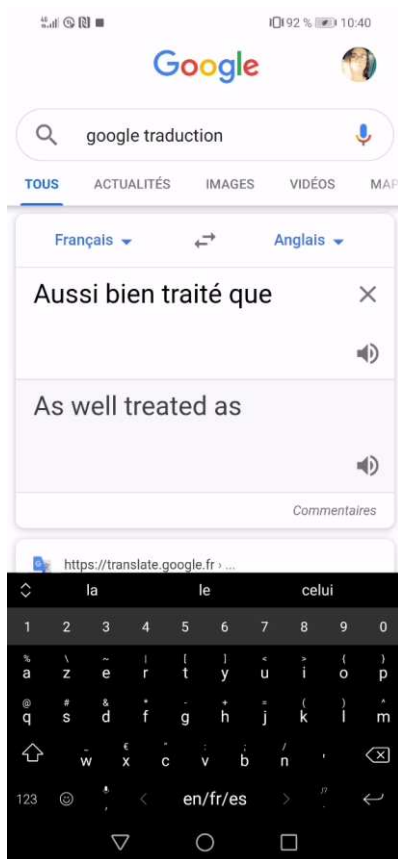 92 % 10:40
Google
google traduction
TOUS ACTUALITÉS IMAGES VIDÉOS MAP
Français Anglais
Aussi bien traité que
As well treated as
Commentaires
https://translate.google.fr › ...
la le celui
1 2 3 4 5 6 7 8 9 0
% \ ~ | [ ] < > { }
a z e r t y u i o p
@ # & * - + = ( ) ^
q s d f g h j k l m
_ € " : ; /
w x c v b n '
123 , < en/fr/es > !? .